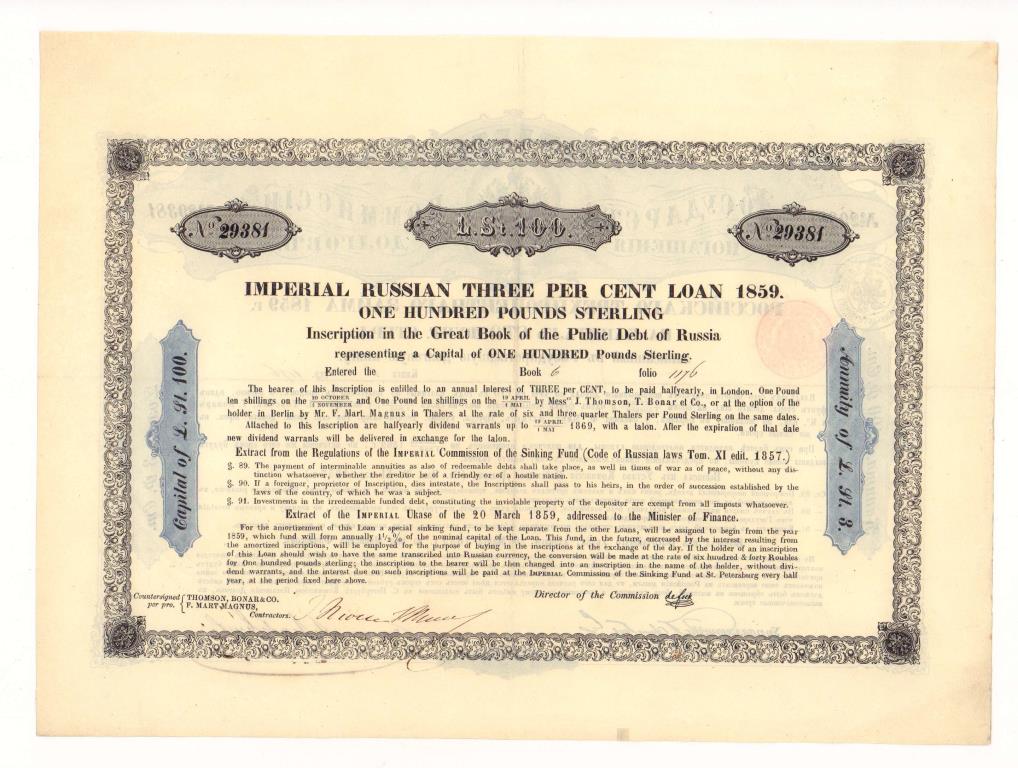 No 29381
L.St.100.
No 29381
IMPERIAL RUSSIAN THREE PER CENT LOAN 1859.
ONE HUNDRED POUNDS STERLING
Inscription in the Great Book of the Public Debt of Russia
representing a Capital of ONE HUNDRED Pounds Sterling.
Entered the Book 6 folio 1176
The bearer of this Inscription is entitled to an annual Interest of THREE per CENT, to be paid halfyearly, in London. One Pound
ten shillings on the 20 OCTOBER / 1 NOVEMBER and One Pound ten shillings on the 19 APRIL / 1 MAI by Messrs J. Thomson, T. Bonar et Co., or at the option of the
holder in Berlin by Mr. F. Mart. Magnus in Thalers at the rate of six and three quarter Thalers per Pound Sterling on the same dates.
Attached to this Inscription are halfyearly dividend warrants up to 19 APRIL / 1 MAI 1869, with a talon. After the expiration of that date
new dividend warrants will be delivered in exchange for the talon.
Extract from the Regulations of the IMPERIAL Commission of the Sinking Fund (Code of Russian laws Tom. XI edit. 1857.)
§. 89. The payment of interminable annuities as also of redeemable debts shall take place, as well in times of war as of peace, without any dis-
tinction whatsoever, whether the creditor be of a friendly or of a hostile nation.
§. 90. If a foreigner, proprietor of Inscription, dies intestate, the Inscriptions shall pass to his heirs, in the order of succession established by the
laws of the country, of which he was a subject.
§. 91. Investments in the irredeemable funded debt, constituting the inviolable property of the depositor are exempt from all imposts whatsoever.
Extract of the IMPERIAL Ukase of the 20 March 1859, addressed to the Minister of Finance.
For the amortizement of this Loan a special sinking fund, to be kept separate from the other Loans, will be assigned to begin from the year
1859, which fund will form annually 1 1/2 % of the nominal capital of the Loan. This fund, in the future, encreased by the interest resulting from
the amortized inscriptions, will be employed for the purpose of buying in the inscriptions at the exchange of the day. If the holder of an inscription
of this Loan should wish to have the same transcribed into Russian currency, the conversion will be made at the rate of six hundred & forty Roubles
for One hundred pounds sterling; the inscription to the bearer will be then changed into an inscription in the name of the holder, without divi-
dend warrants, and the interest due on such inscriptions will be paid at the IMPERIAL Commission of the Sinking Fund at St. Petersburg every half
year, at the period fixed here above.
Director of the Commission
Countersigned THOMSON, BONAR & CO.
per pro. F. MART MAGNUS,
Contractors.
Capital of £. St. 100.
Annuity of £. St. 3.